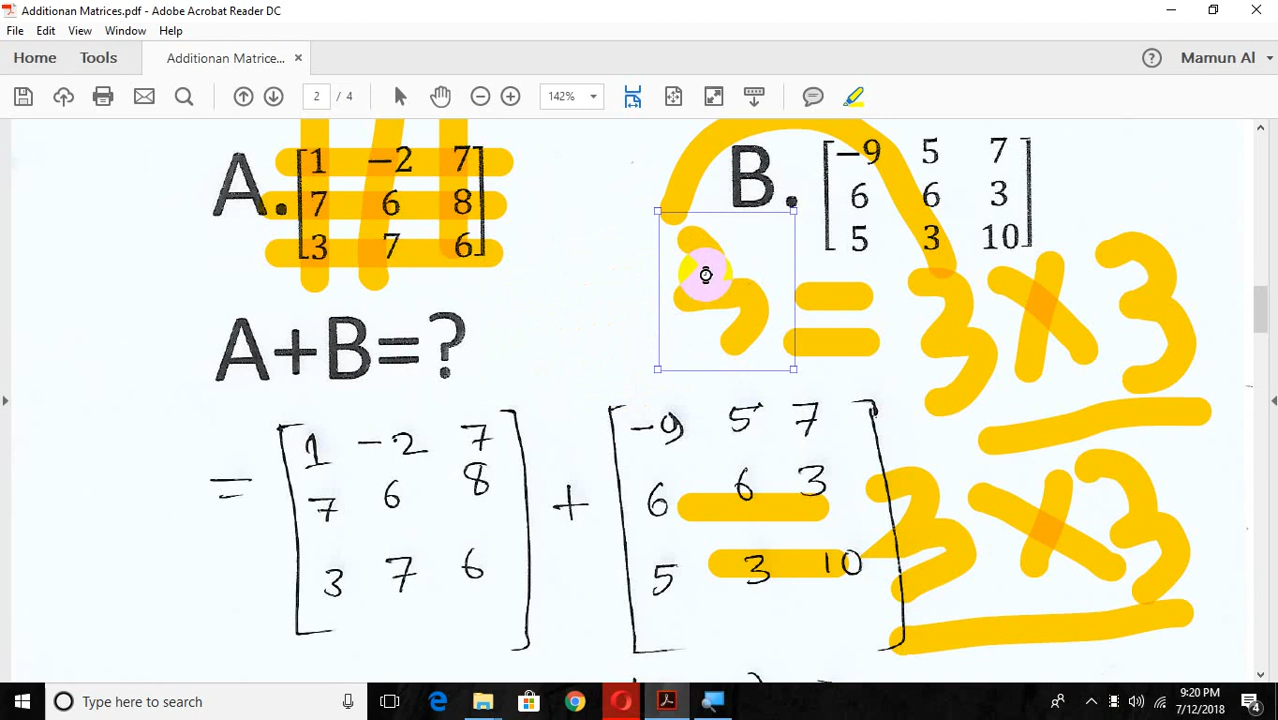 Additionan Matrices.pdf - Adobe Acrobat Reader DC
File Edit View Window Help
Home Tools Additionan Matrice... × Mamun Al
2 / 4 142%
A. [1 −2 7
7 6 8
3 7 6]
B. [−9 5 7
6 6 3
5 3 10]
3 = 3 × 3
A+B=?
= [1 −2 7
7 6 8
3 7 6] + [−9 5 7
6 6 3
5 3 10]
= 3 × 3
Type here to search
9:20 PM
7/12/2018
4